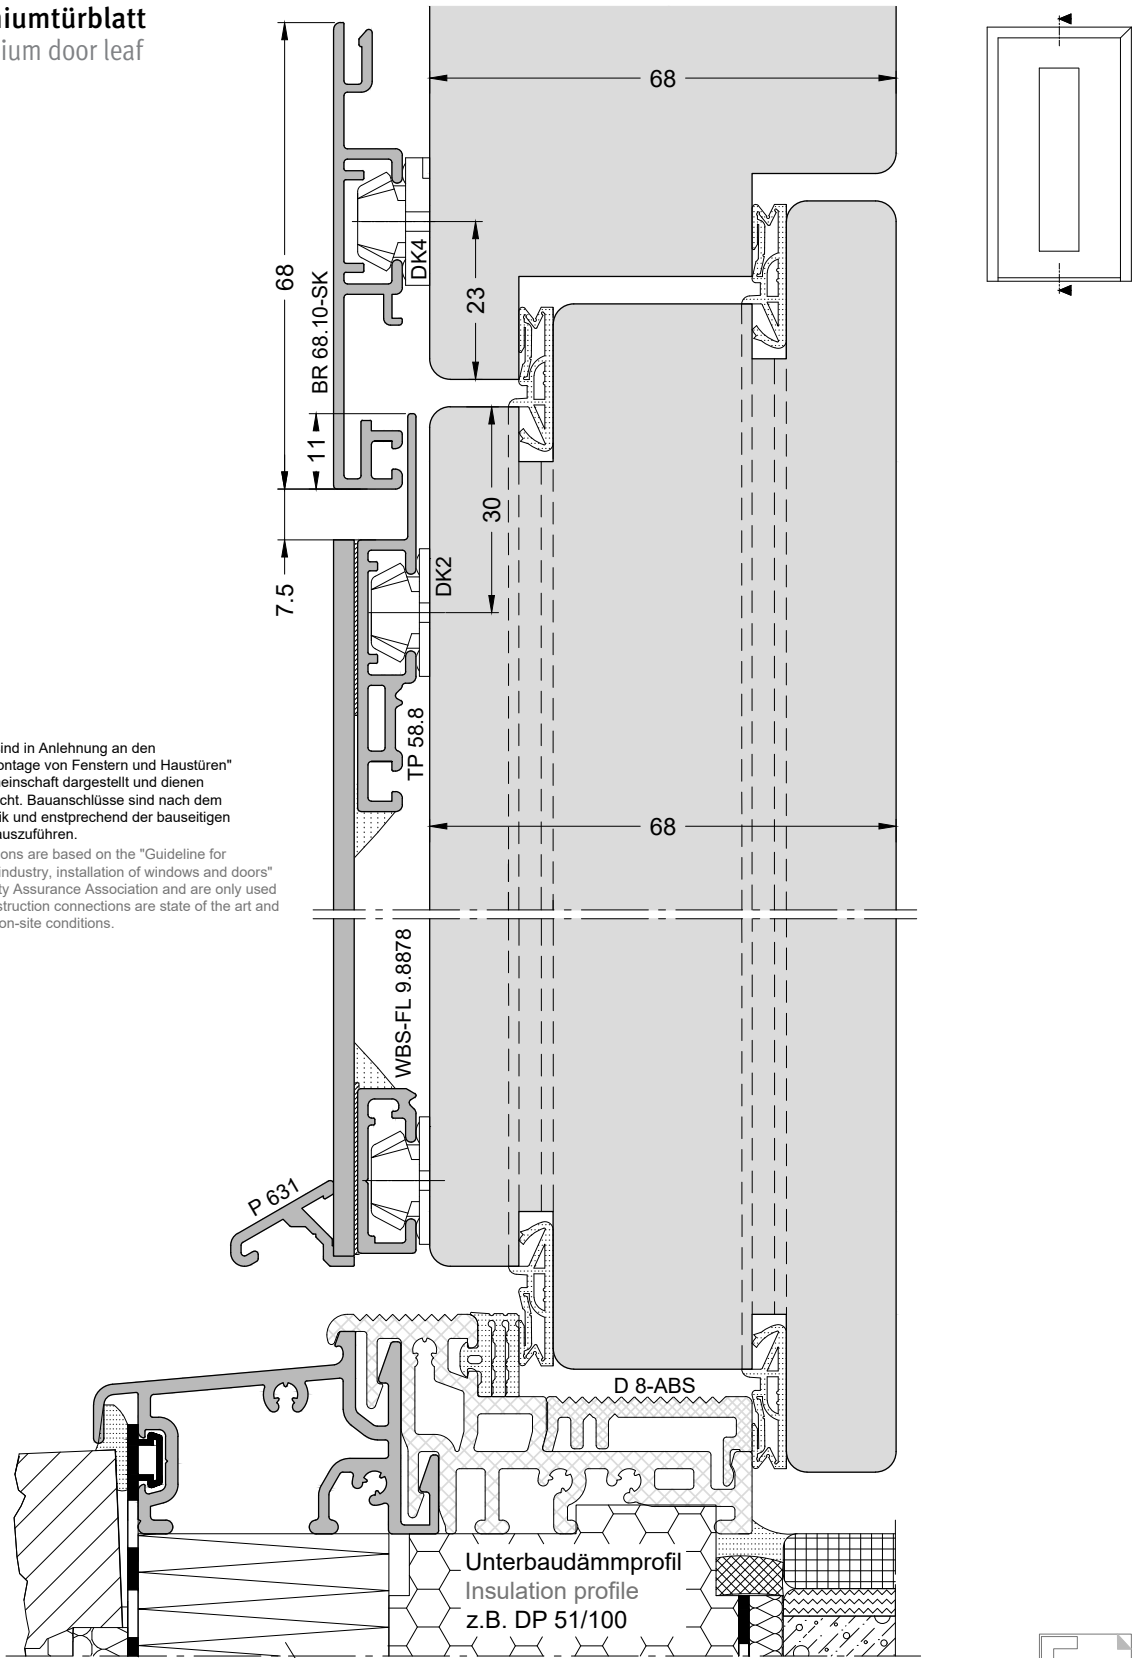 niumtürblatt
ium door leaf
68
68
BR 68.10-SK
DK4
23
11
30
7.5
DK2
TP 58.8
ind in Anlehnung an den
ontage von Fenstern und Haustüren"
einschaft dargestellt und dienen
cht. Bauanschlüsse sind nach dem
ik und enstprechend der bauseitigen
auszuführen.
ons are based on the "Guideline for
industry, installation of windows and doors"
ty Assurance Association and are only used
struction connections are state of the art and
on-site conditions.
68
WBS-FL 9.8878
P 631
D 8-ABS
Unterbaudämmprofil
Insulation profile
z.B. DP 51/100